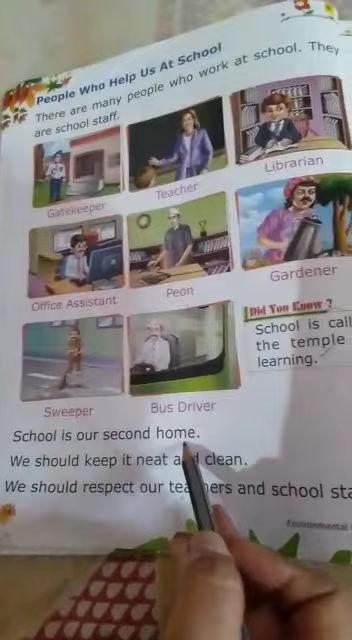 People Who Help Us At School
There are many people who work at school. They
are school staff.
Gatekeeper
Teacher
Librarian
Office Assistant
Peon
Gardener
Did You Know ?
School is call
the temple
learning.
Sweeper
Bus Driver
School is our second home.
We should keep it neat and clean.
We should respect our teachers and school sta
Environmental